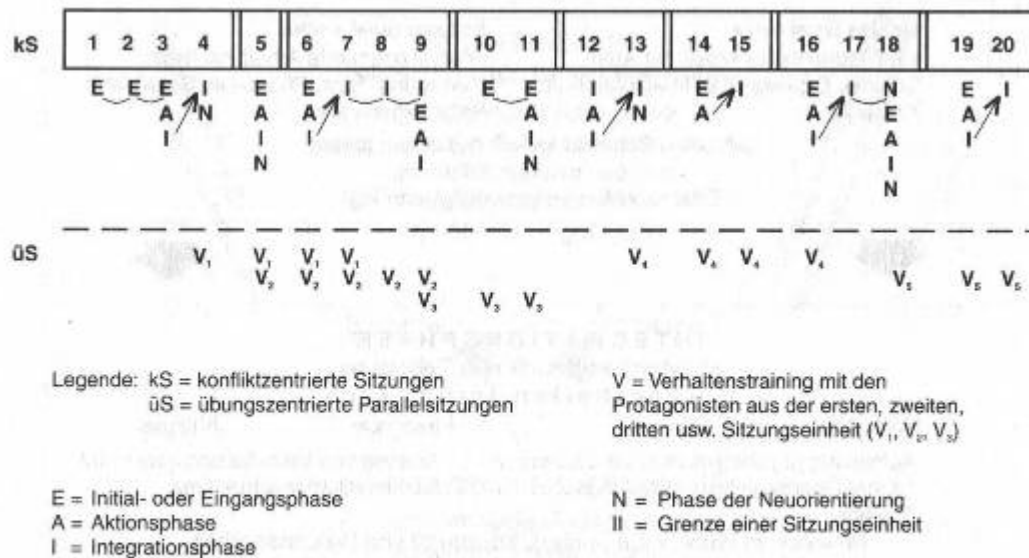 kS 1 2 3 4 5 6 7 8 9 10 11 12 13 14 15 16 17 18 19 20
E E E E E E E E E N E I
A N A A E A A N A A E A
I I I A I I I A I
N I N I
N
üS V₁ V₁ V₁ V₁ V₄ V₄ V₄ V₄
V₂ V₂ V₂ V₂ V₂ V₅ V₅ V₅
V₃ V₃ V₃
Legende: kS = konfliktzentrierte Sitzungen
üS = übungszentrierte Parallelsitzungen
V = Verhaltenstraining mit den
Protagonisten aus der ersten, zweiten,
dritten usw. Sitzungseinheit (V₁, V₂, V₃)
E = Initial- oder Eingangsphase
A = Aktionsphase
I = Integrationsphase
N = Phase der Neuorientierung
II = Grenze einer Sitzungseinheit